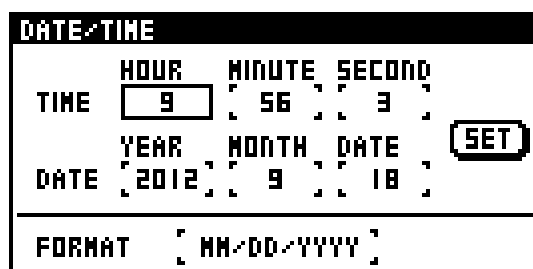 DATE/TIME
HOUR MINUTE SECOND
TIME 9 56 3
SET
YEAR MONTH DATE
DATE 2012 9 18
FORMAT MM/DD/YYYY